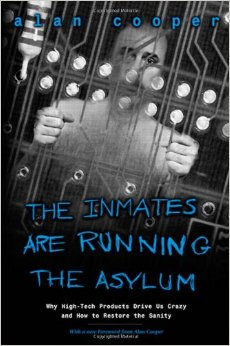 alan cooper
THE INMATES
ARE RUNNING
THE ASYLUM
Why High-Tech Products Drive Us Crazy
and How to Restore the Sanity
With a new Foreword from Alan Cooper